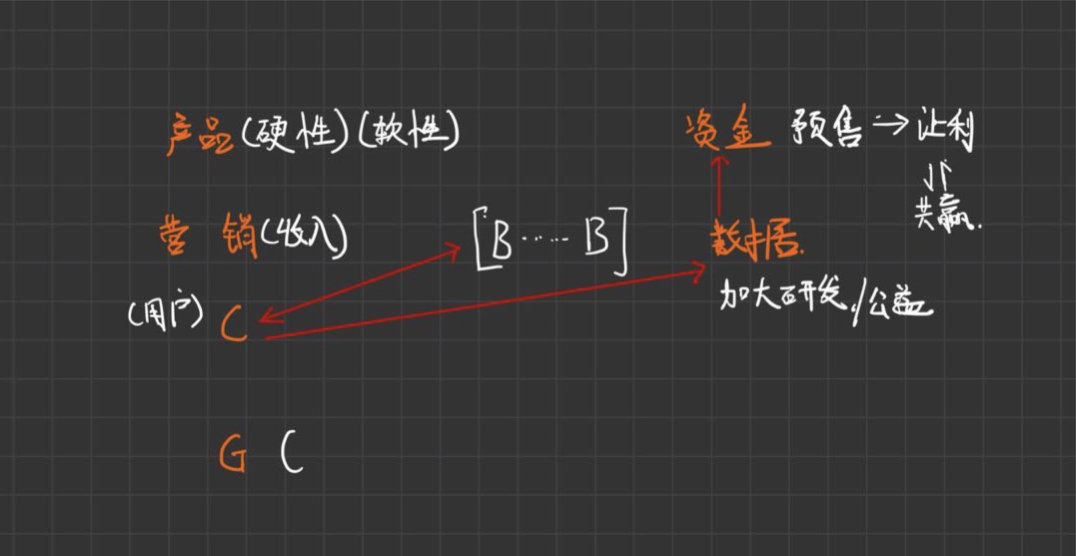 产品(硬性)(软性)
资金 预售→让利
共赢.
营 销(收入)
[B…… B]
数据.
加大研发./公益
(用户) C
G (